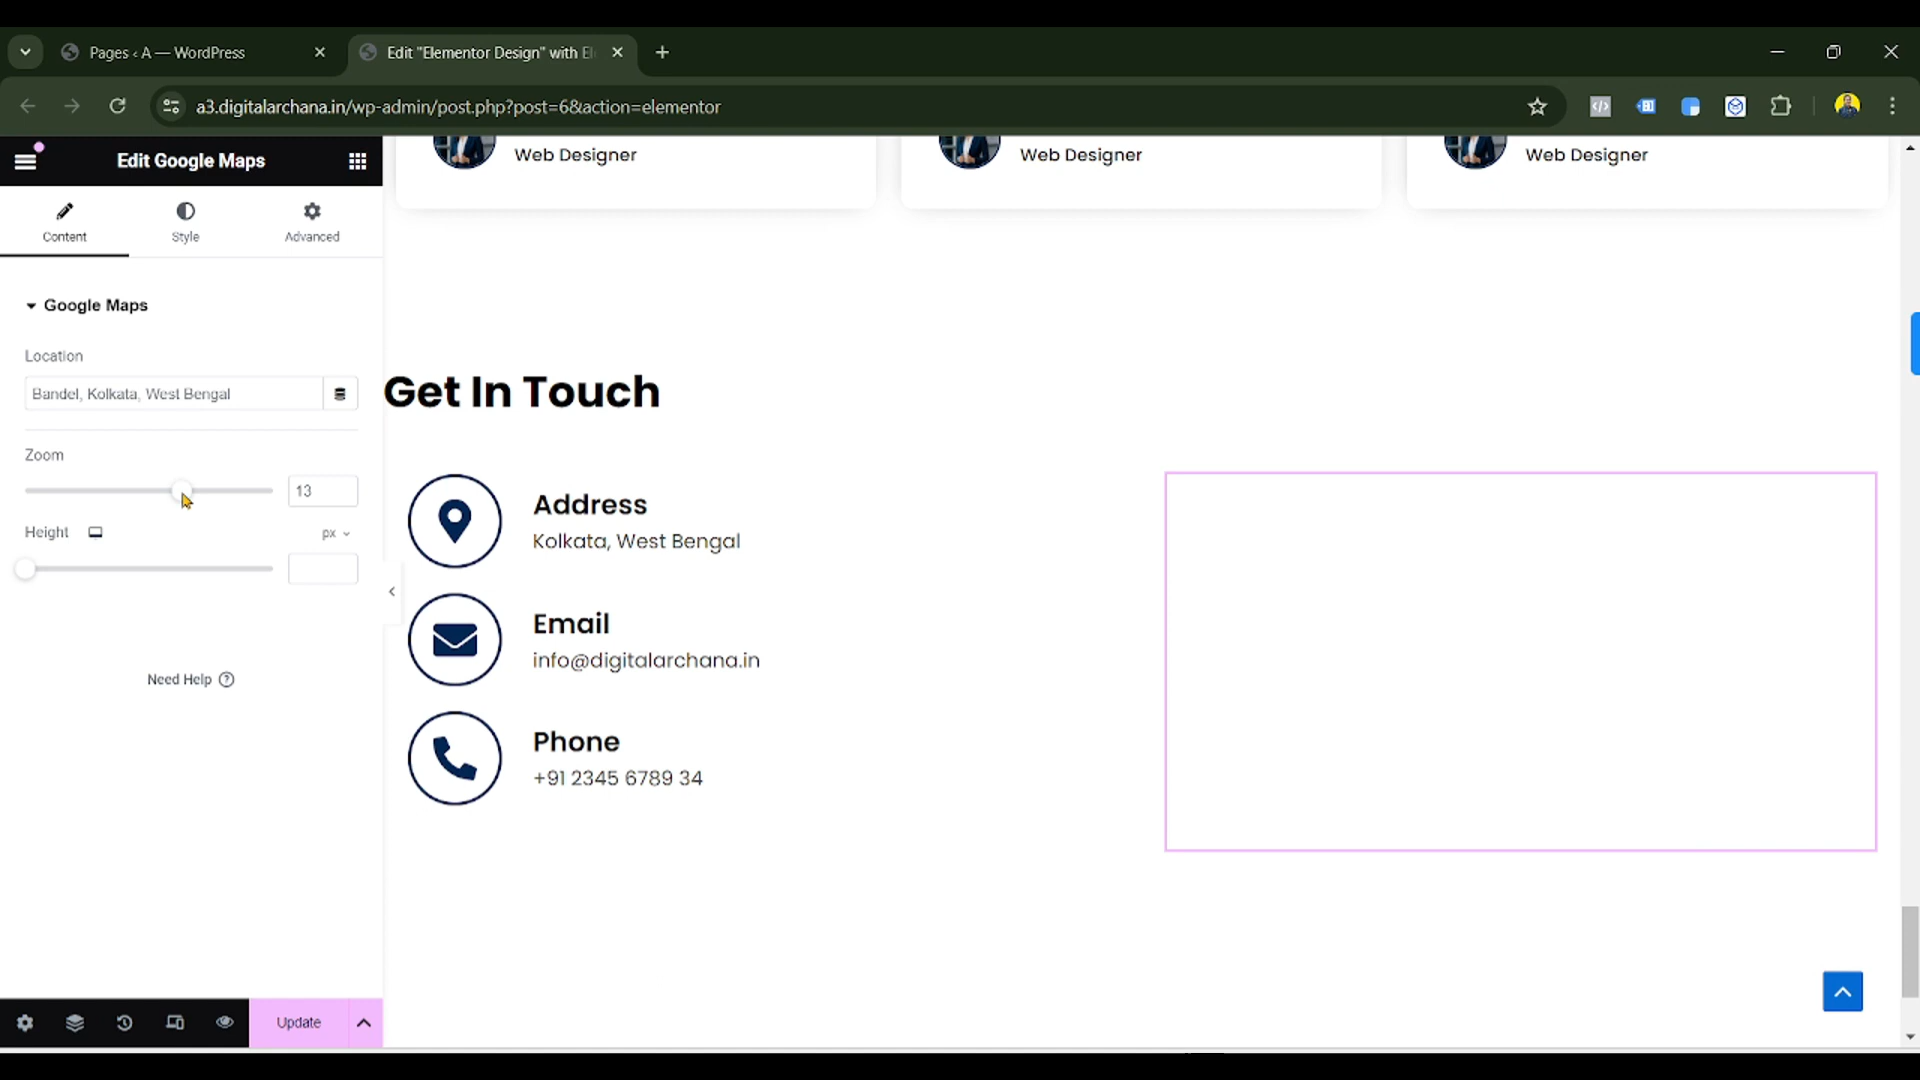 Pages ‹ A — WordPress
Edit "Elementor Design" with El
a3.digitalarchana.in/wp-admin/post.php?post=6&action=elementor
Edit Google Maps
Content
Style
Advanced
Google Maps
Location
Bandel, Kolkata, West Bengal
Zoom
13
Height
px
Need Help
Update
Web Designer
Web Designer
Web Designer
Get In Touch
Address
Kolkata, West Bengal
Email
info@digitalarchana.in
Phone
+91 2345 6789 34